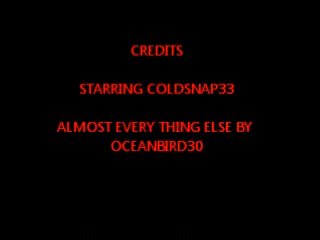 CREDITS
STARRING COLDSNAP33
ALMOST EVERY THING ELSE BY
OCEANBIRD30